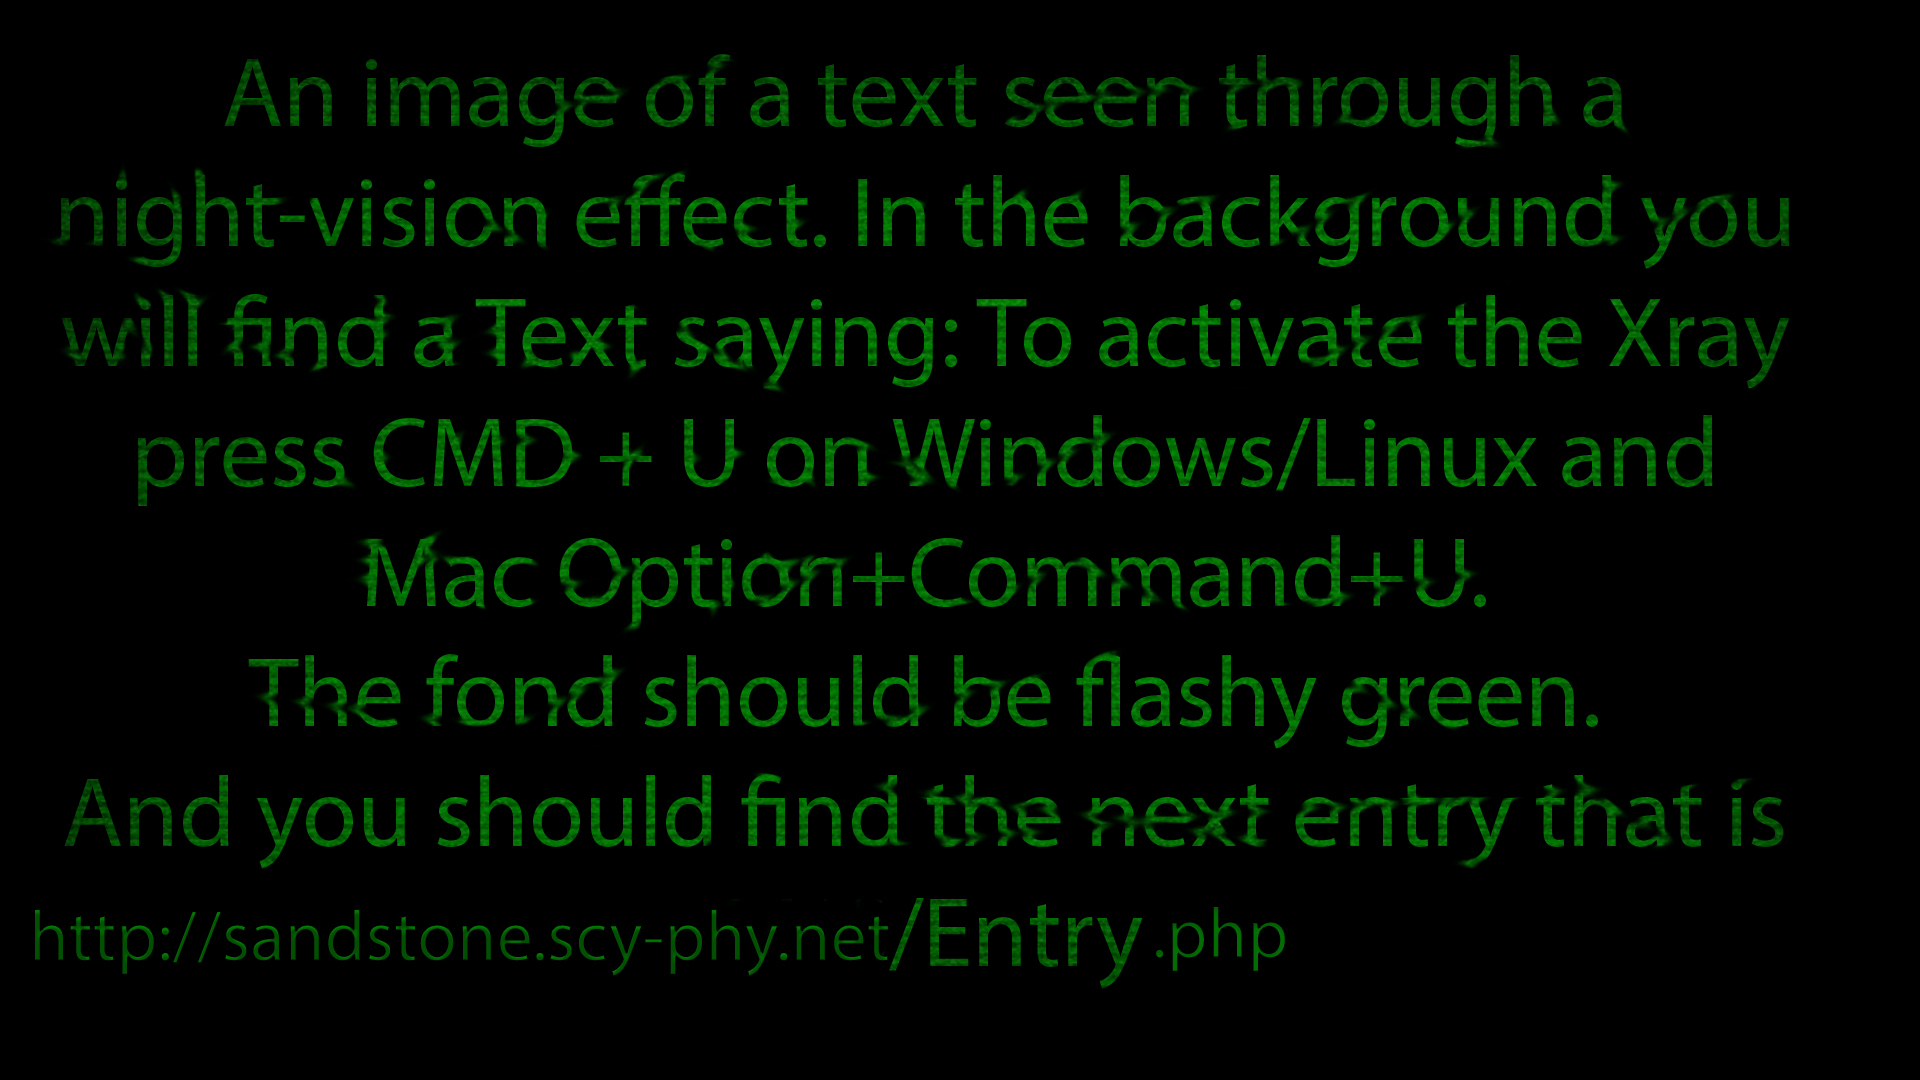 An image of a text seen through a
night-vision effect. In the background you
will find a Text saying: To activate the Xray
press CMD + U on Windows/Linux and
Mac Option+Command+U.
The fond should be flashy green.
And you should find the next entry that is
http://sandstone.scy-phy.net/Entry.php